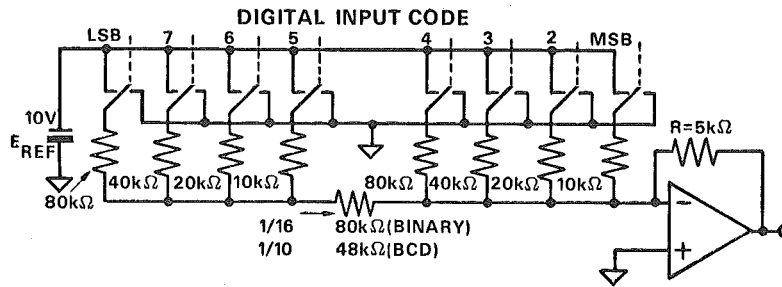 DIGITAL INPUT CODE
LSB 7 6 5 4 3 2 MSB
10V
EREF
R=5kΩ
80kΩ 40kΩ 20kΩ 10kΩ 80kΩ 40kΩ 20kΩ 10kΩ
1/16 → 80kΩ(BINARY)
1/10 48kΩ(BCD)
−
+